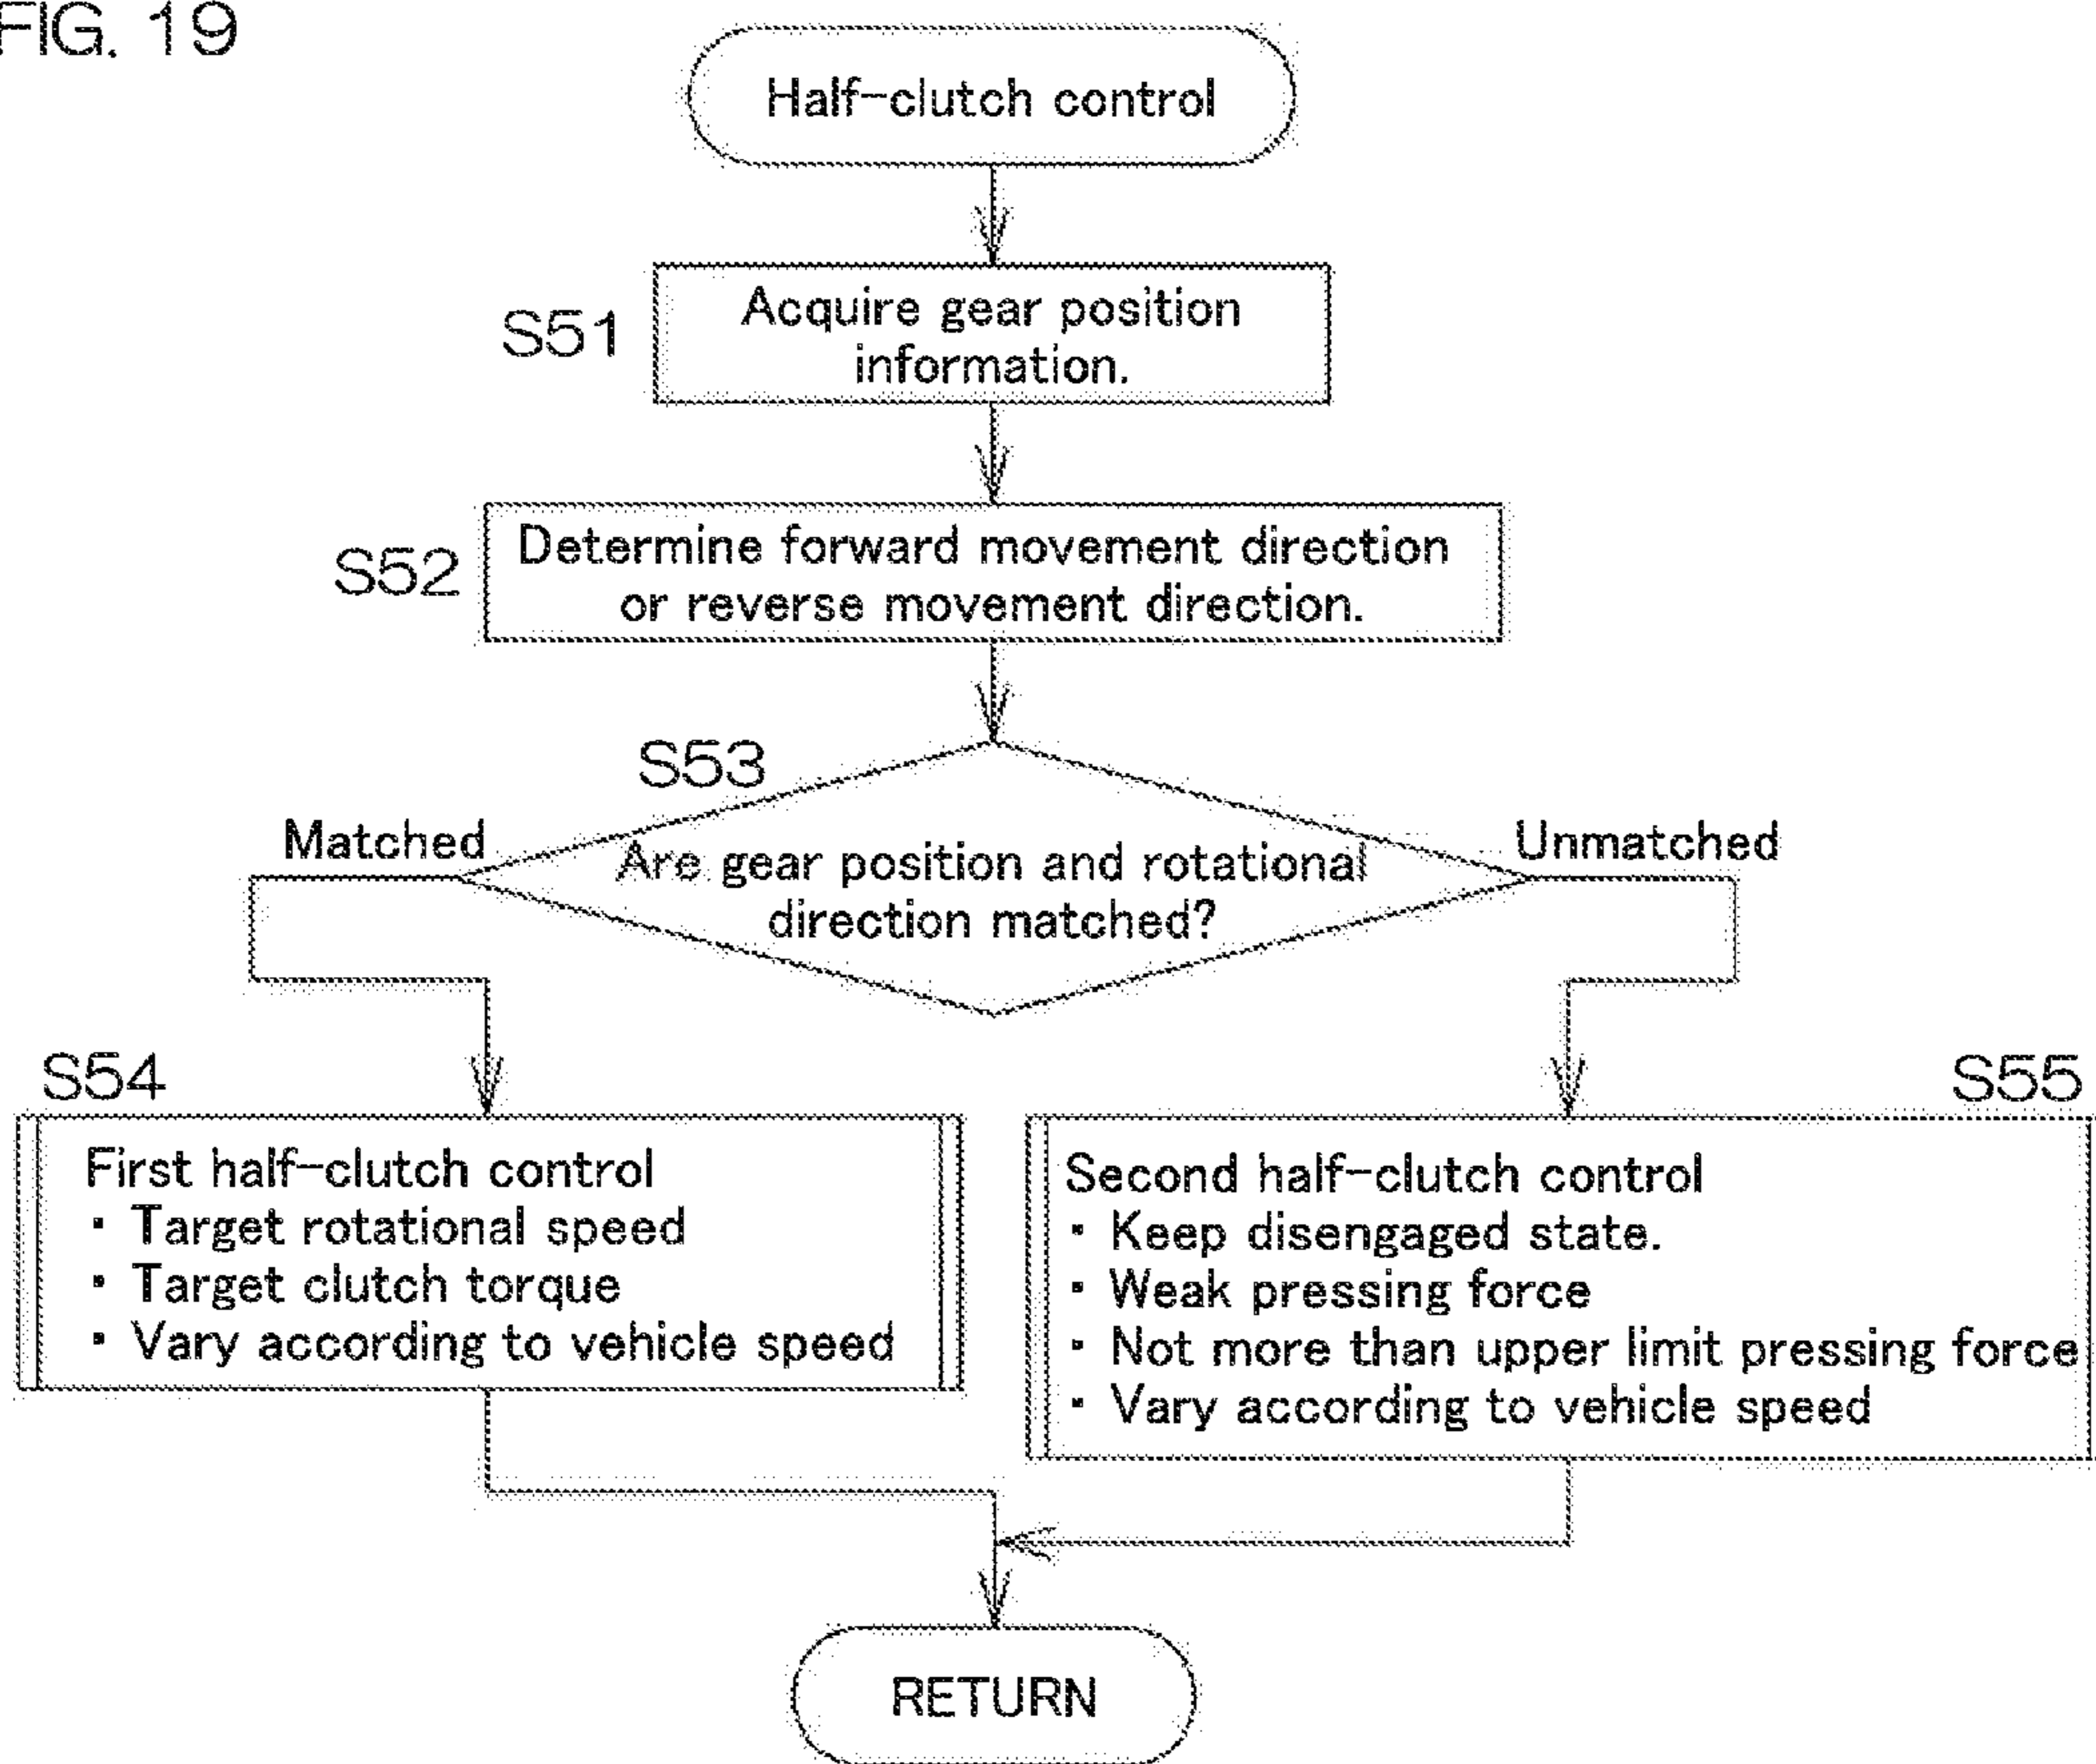 FIG. 19
Half-clutch control
S51
Acquire gear position
information.
S52
Determine forward movement direction
or reverse movement direction.
S53
Matched
Unmatched
Are gear position and rotational
direction matched?
S54
First half-clutch control
・ Target rotational speed
・ Target clutch torque
・ Vary according to vehicle speed
S55
Second half-clutch control
・ Keep disengaged state.
・ Weak pressing force
・ Not more than upper limit pressing force
・ Vary according to vehicle speed
RETURN